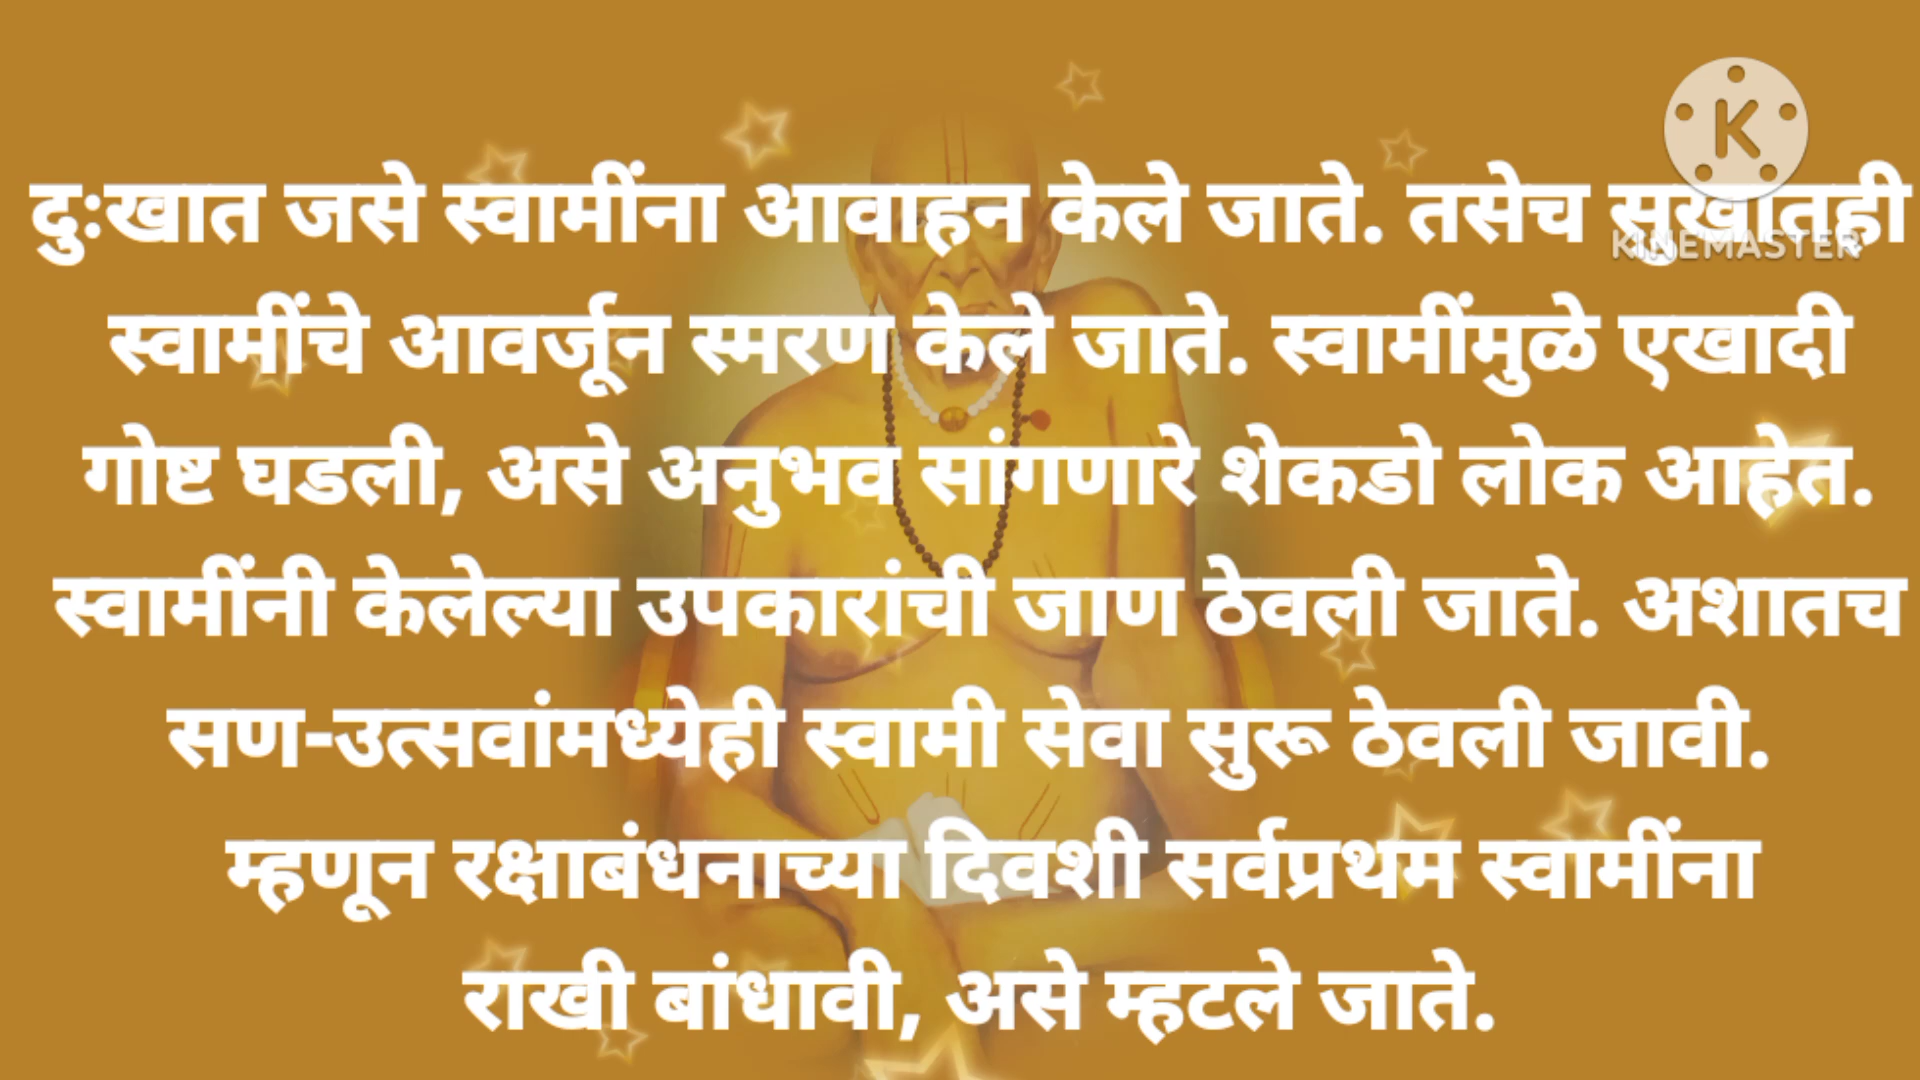 दुःखात जसे स्वामींना आवाहन केले जाते. तसेच सुखातही
स्वामींचे आवर्जून स्मरण केले जाते. स्वामींमुळे एखादी
गोष्ट घडली, असे अनुभव सांगणारे शेकडो लोक आहेत.
स्वामींनी केलेल्या उपकारांची जाण ठेवली जाते. अशातच
सण-उत्सवांमध्येही स्वामी सेवा सुरू ठेवली जावी.
म्हणून रक्षाबंधनाच्या दिवशी सर्वप्रथम स्वामींना
राखी बांधावी, असे म्हटले जाते.
K
KINEMASTER